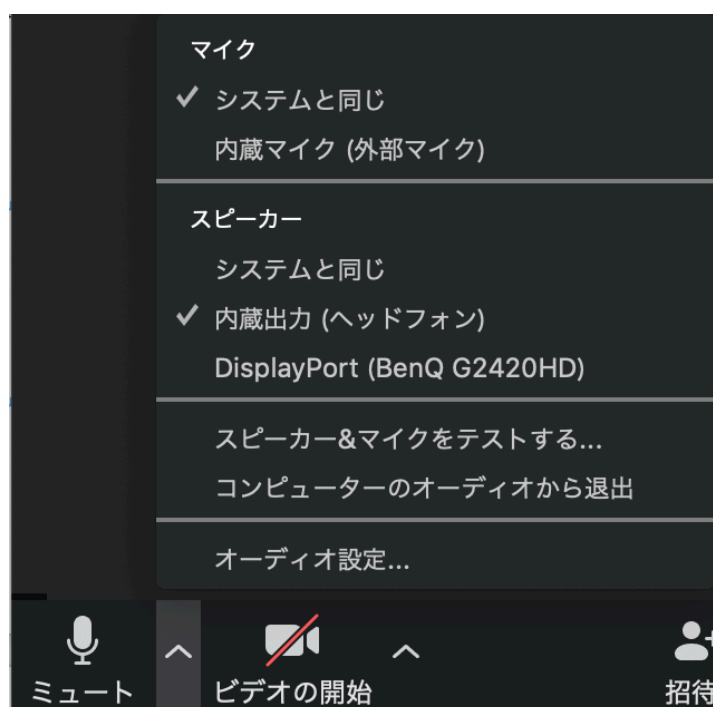 マイク
システムと同じ
内蔵マイク (外部マイク)
スピーカー
システムと同じ
内蔵出力 (ヘッドフォン)
DisplayPort (BenQ G2420HD)
スピーカー&マイクをテストする...
コンピューターのオーディオから退出
オーディオ設定...
ミュート
ビデオの開始
招待